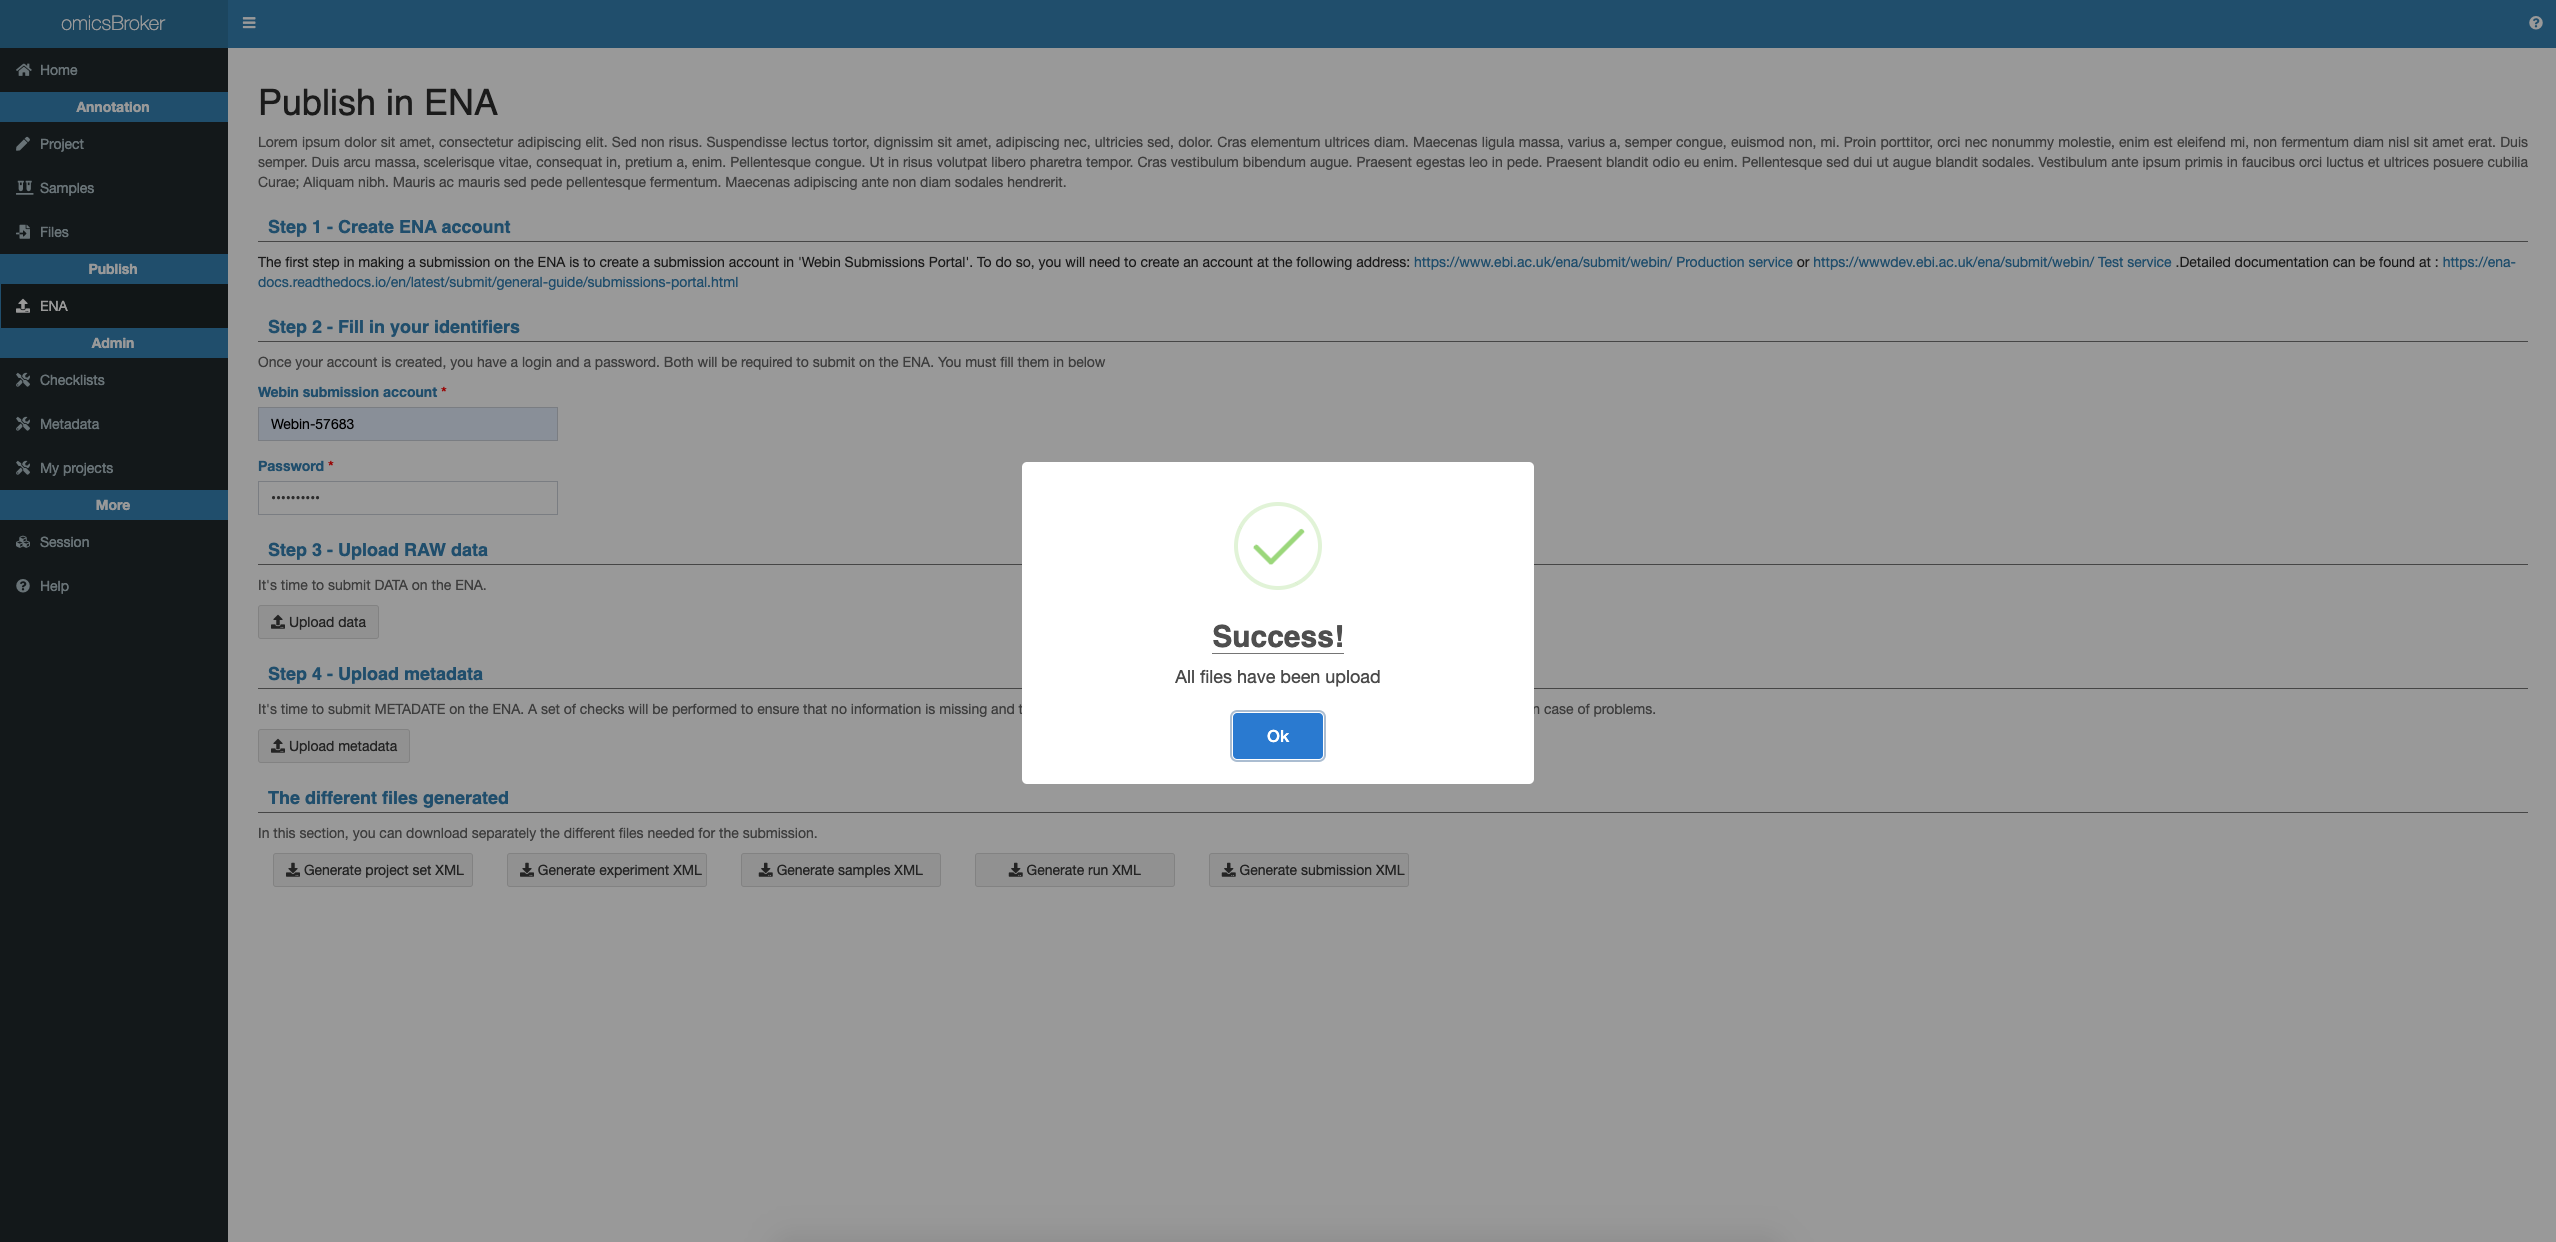 omicsBroker
Home
Annotation
Project
Samples
Files
Publish
ENA
Admin
Checklists
Metadata
My projects
More
Session
Help
Publish in ENA
Lorem ipsum dolor sit amet, consectetur adipiscing elit. Sed non risus. Suspendisse lectus tortor, dignissim sit amet, adipiscing nec, ultricies sed, dolor. Cras elementum ultrices diam. Maecenas ligula massa, varius a, semper congue, euismod non, mi. Proin porttitor, orci nec nonummy molestie, enim est eleifend mi, non fermentum diam nisl sit amet erat. Duis
semper. Duis arcu massa, scelerisque vitae, consequat in, pretium a, enim. Pellentesque congue. Ut in risus volutpat libero pharetra tempor. Cras vestibulum bibendum augue. Praesent egestas leo in pede. Praesent blandit odio eu enim. Pellentesque sed dui ut augue blandit sodales. Vestibulum ante ipsum primis in faucibus orci luctus et ultrices posuere cubilia
Curae; Aliquam nibh. Mauris ac mauris sed pede pellentesque fermentum. Maecenas adipiscing ante non diam sodales hendrerit.
Step 1 - Create ENA account
The first step in making a submission on the ENA is to create a submission account in 'Webin Submissions Portal'. To do so, you will need to create an account at the following address: https://www.ebi.ac.uk/ena/submit/webin/ Production service or https://wwwdev.ebi.ac.uk/ena/submit/webin/ Test service .Detailed documentation can be found at : https://ena-
docs.readthedocs.io/en/latest/submit/general-guide/submissions-portal.html
Step 2 - Fill in your identifiers
Once your account is created, you have a login and a password. Both will be required to submit on the ENA. You must fill them in below
Webin submission account *
Webin-57683
Password *
••••••••••
Step 3 - Upload RAW data
It's time to submit DATA on the ENA.
Upload data
Step 4 - Upload metadata
It's time to submit METADATE on the ENA. A set of checks will be performed to ensure that no information is missing and case of problems.
Upload metadata
The different files generated
In this section, you can download separately the different files needed for the submission.
Generate project set XML
Generate experiment XML
Generate samples XML
Generate run XML
Generate submission XML
Success!
All files have been upload
Ok